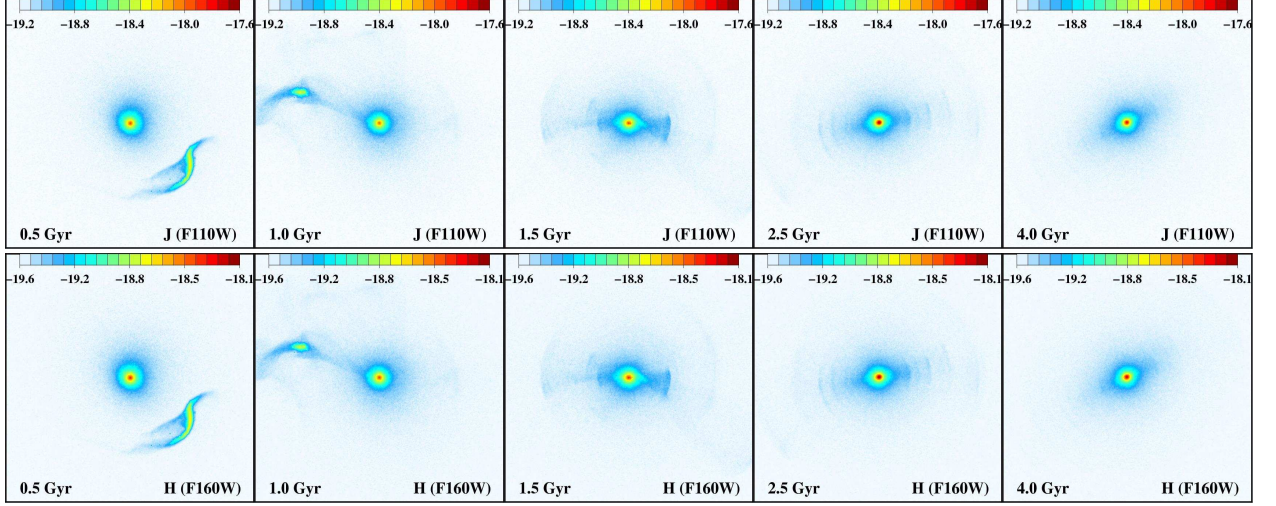 −19.2 −18.8 −18.4 −18.0 −17.6 −19.2 −18.8 −18.4 −18.0 −17.6 −19.2 −18.8 −18.4 −18.0 −17.6 −19.2 −18.8 −18.4 −18.0 −17.6 −19.2 −18.8 −18.4 −18.0 −17.6
0.5 Gyr J (F110W) 1.0 Gyr J (F110W) 1.5 Gyr J (F110W) 2.5 Gyr J (F110W) 4.0 Gyr J (F110W)
−19.6 −19.2 −18.8 −18.5 −18.1 −19.6 −19.2 −18.8 −18.5 −18.1 −19.6 −19.2 −18.8 −18.5 −18.1 −19.6 −19.2 −18.8 −18.5 −18.1 −19.6 −19.2 −18.8 −18.5 −18.1
0.5 Gyr H (F160W) 1.0 Gyr H (F160W) 1.5 Gyr H (F160W) 2.5 Gyr H (F160W) 4.0 Gyr H (F160W)